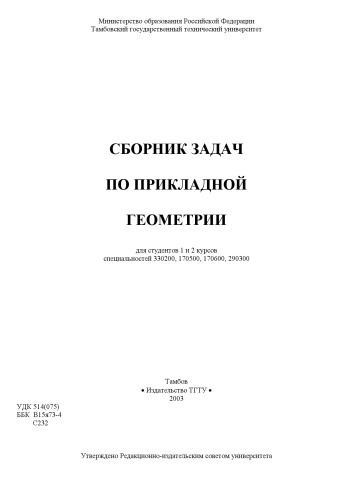 Министерство образования Российской Федерации
Тамбовский государственный технический университет
СБОРНИК ЗАДАЧ
ПО ПРИКЛАДНОЙ
ГЕОМЕТРИИ
для студентов 1 и 2 курсов
специальностей 330200, 170500, 170600, 290300
Тамбов
• Издательство ТГТУ •
2003
УДК 514(075)
ББК В15я73-4
С232
Утверждено Редакционно-издательским советом университета